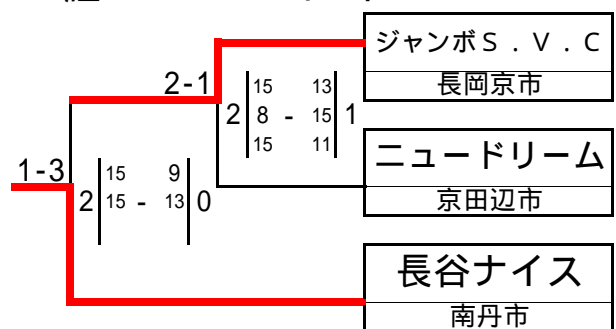 ジャンボＳ．Ｖ．Ｃ
長岡京市
2-1
15 13
2 8 - 15 1
15 11
ニュードリーム
京田辺市
1-3
15 9
2 15 - 13 0
長谷ナイス
南丹市